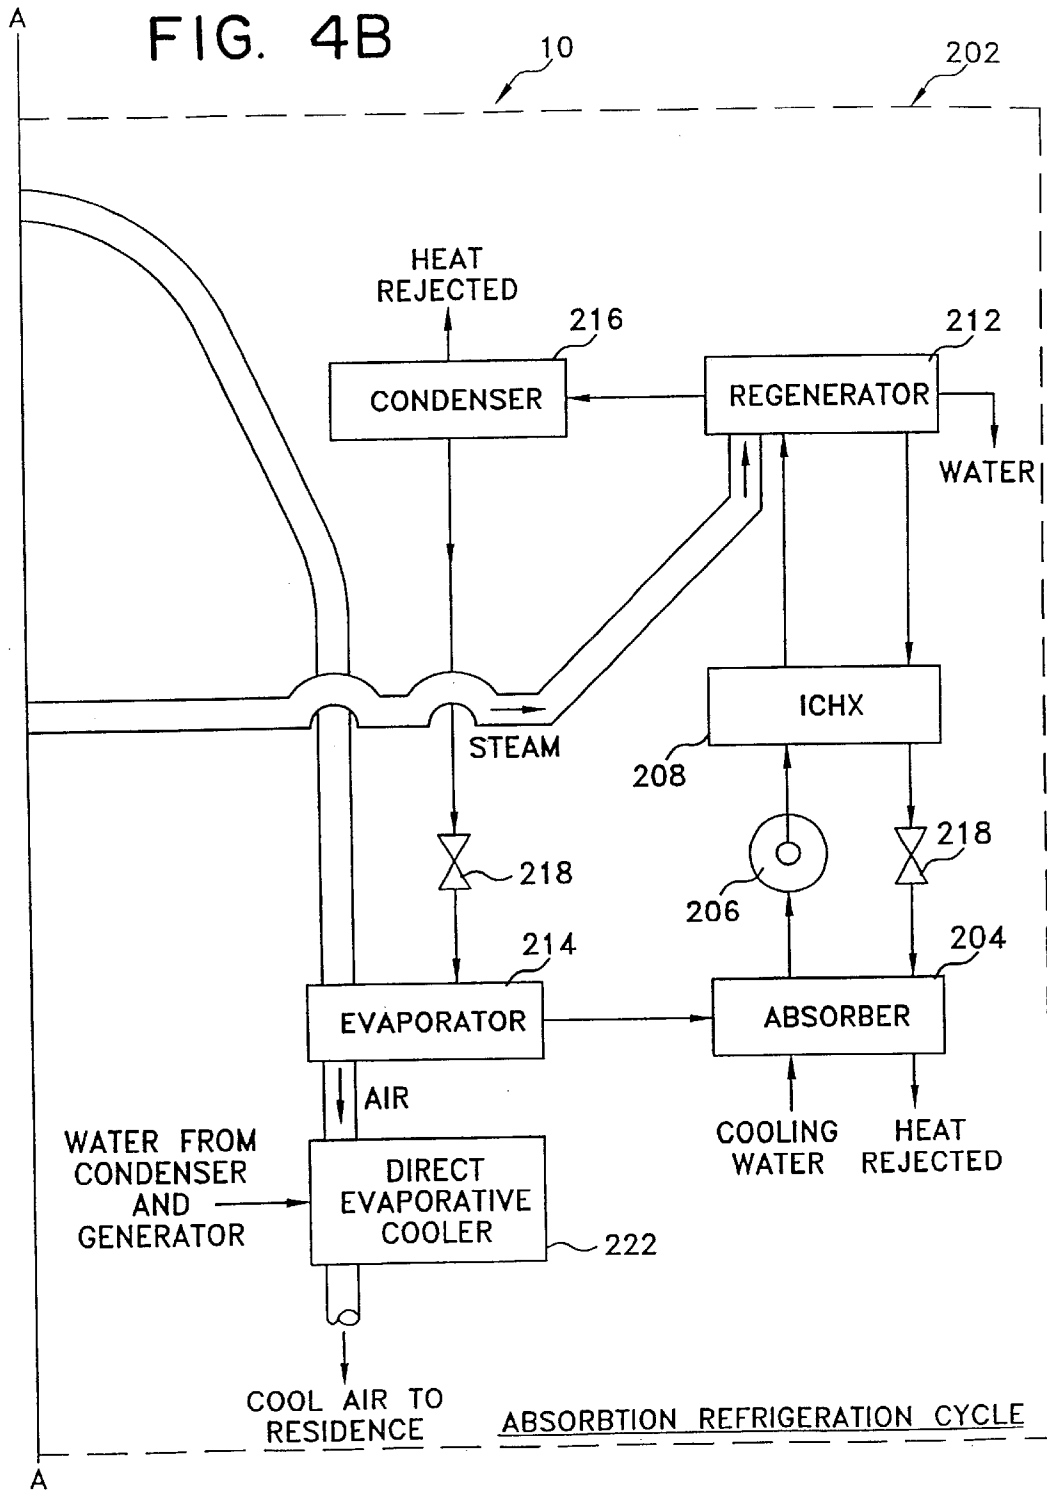 A
FIG. 4B
10
202
HEAT
REJECTED
216
212
CONDENSER
REGENERATOR
WATER
ICHX
STEAM
208
218
218
206
214
204
EVAPORATOR
ABSORBER
AIR
WATER FROM
CONDENSER
AND
GENERATOR
DIRECT
EVAPORATIVE
COOLER
COOLING
WATER
HEAT
REJECTED
222
COOL AIR TO
RESIDENCE
ABSORBTION REFRIGERATION CYCLE
A